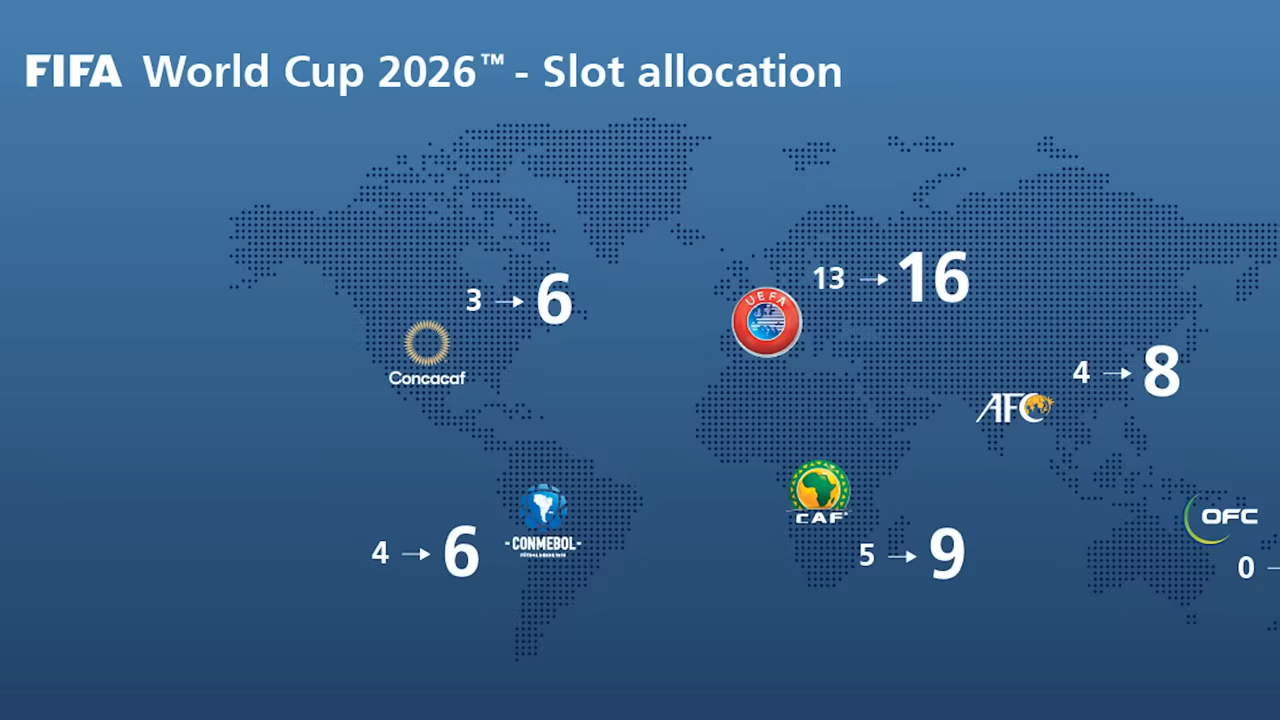 FIFA World Cup 2026™ - Slot allocation
3 → 6
Concacaf
UEFA
13 → 16
AFC
4 → 8
4 → 6
CONMEBOL
CAF
5 → 9
OFC
0